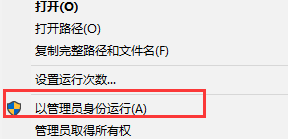 打开(O)
打开路径(O)
复制完整路径和文件名(F)
设置运行次数...
以管理员身份运行(A)
管理员取得所有权